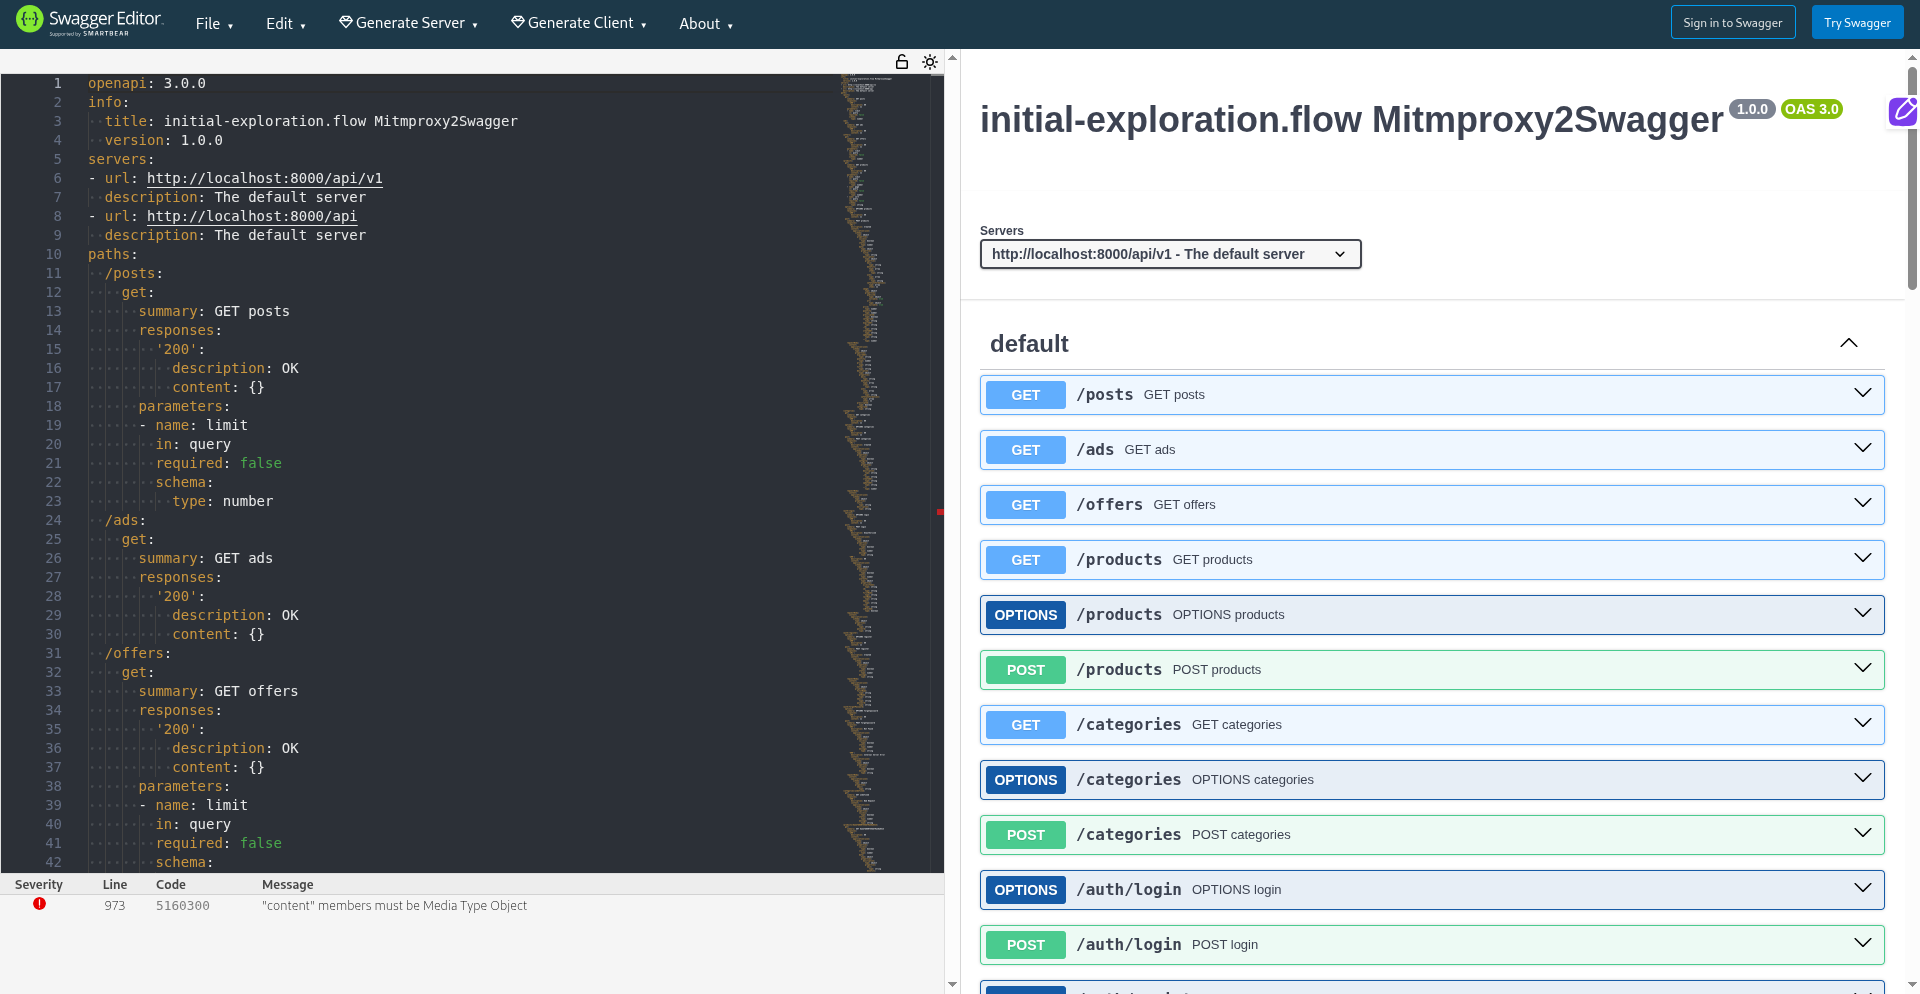 Swagger Editor.
Supported by SMARTBEAR
File
Edit
Generate Server
Generate Client
About
Sign in to Swagger
Try Swagger
1 openapi: 3.0.0
2 info:
3 title: initial-exploration.flow Mitmproxy2Swagger
4 version: 1.0.0
5 servers:
6 - url: http://localhost:8000/api/v1
7 description: The default server
8 - url: http://localhost:8000/api
9 description: The default server
10 paths:
11 /posts:
12 get:
13 summary: GET posts
14 responses:
15 '200':
16 description: OK
17 content: {}
18 parameters:
19 - name: limit
20 in: query
21 required: false
22 schema:
23 type: number
24 /ads:
25 get:
26 summary: GET ads
27 responses:
28 '200':
29 description: OK
30 content: {}
31 /offers:
32 get:
33 summary: GET offers
34 responses:
35 '200':
36 description: OK
37 content: {}
38 parameters:
39 - name: limit
40 in: query
41 required: false
42 schema:
Severity Line Code Message
973 5160300 "content" members must be Media Type Object
initial-exploration.flow Mitmproxy2Swagger 1.0.0 OAS 3.0
Servers
http://localhost:8000/api/v1 - The default server
default
GET /posts GET posts
GET /ads GET ads
GET /offers GET offers
GET /products GET products
OPTIONS /products OPTIONS products
POST /products POST products
GET /categories GET categories
OPTIONS /categories OPTIONS categories
POST /categories POST categories
OPTIONS /auth/login OPTIONS login
POST /auth/login POST login